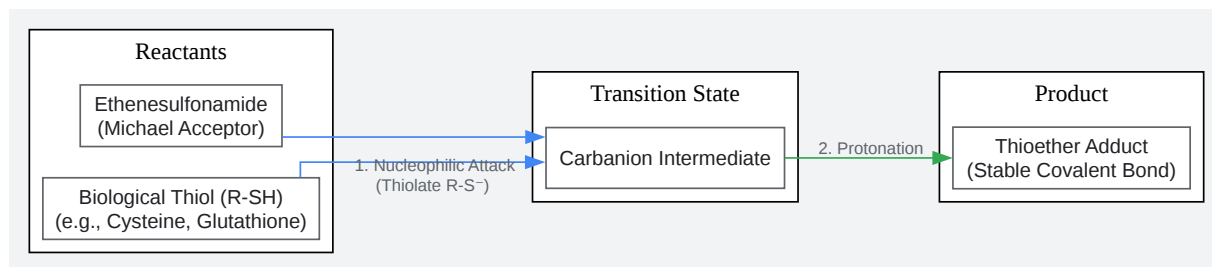 Reactants
Ethenesulfonamide
(Michael Acceptor)
Biological Thiol (R-SH)
(e.g., Cysteine, Glutathione)
1. Nucleophilic Attack
(Thiolate R-S⁻)
Transition State
Carbanion Intermediate
2. Protonation
Product
Thioether Adduct
(Stable Covalent Bond)